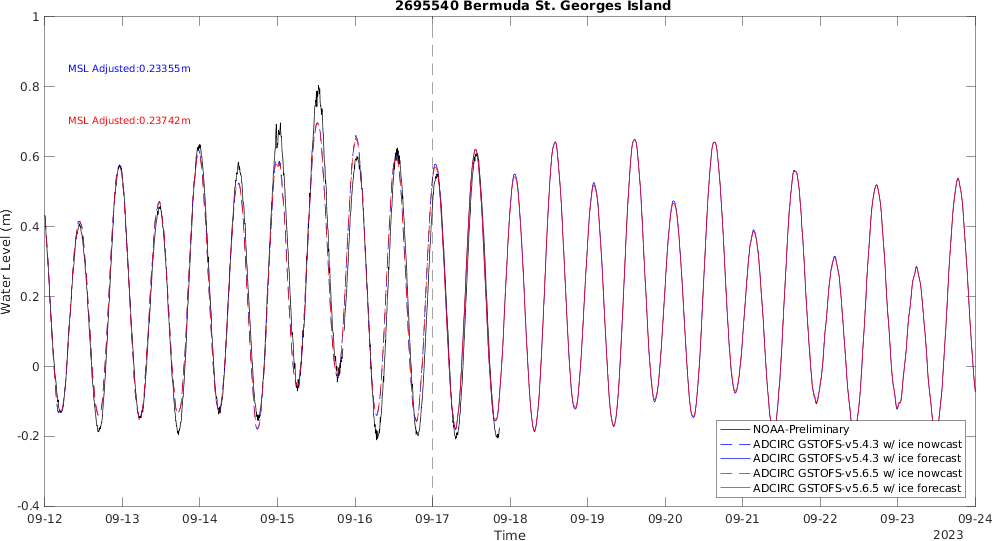 2695540 Bermuda St. Georges Island
1
0.8
0.6
0.4
0.2
0
-0.2
-0.4
Water Level (m)
MSL Adjusted:0.23355m
MSL Adjusted:0.23742m
NOAA-Preliminary
ADCIRC GSTOFS-v5.4.3 w/ ice nowcast
ADCIRC GSTOFS-v5.4.3 w/ ice forecast
ADCIRC GSTOFS-v5.6.5 w/ ice nowcast
ADCIRC GSTOFS-v5.6.5 w/ ice forecast
09-12 09-13 09-14 09-15 09-16 09-17 09-18 09-19 09-20 09-21 09-22 09-23 09-24
Time
2023